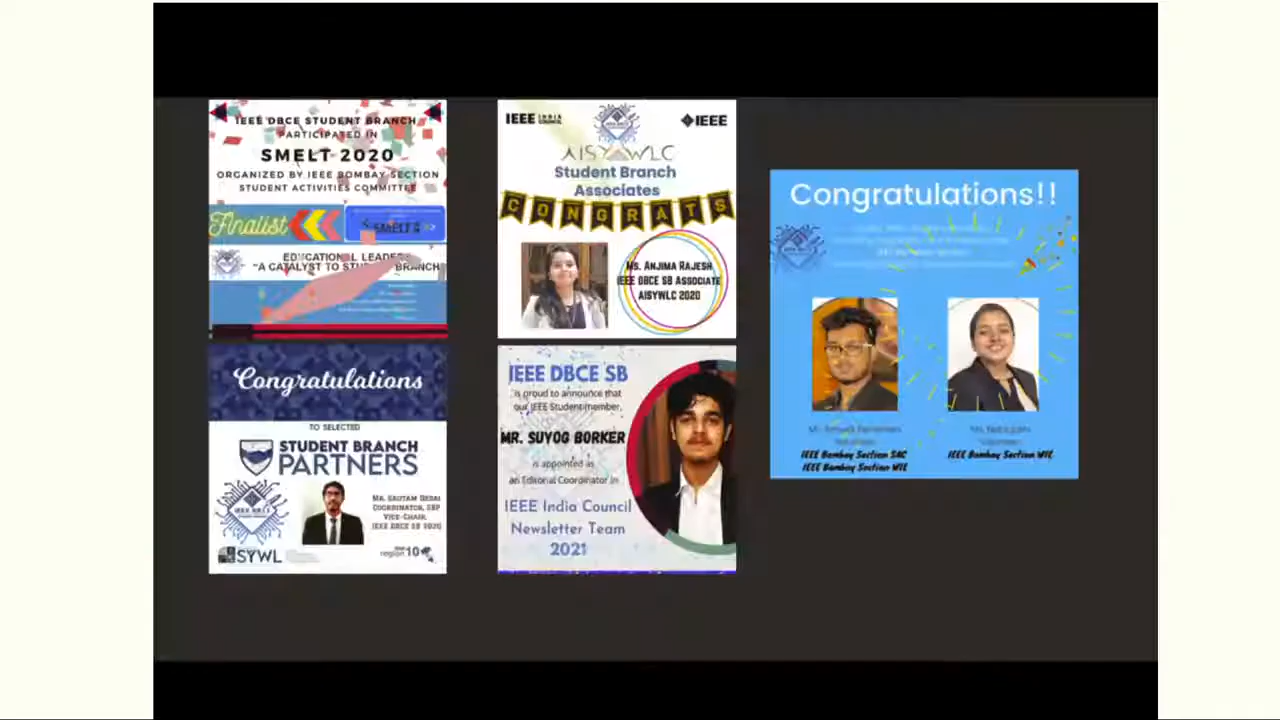 IEEE DBCE STUDENT BRANCH
PARTICIPATED IN
SMELT 2020
ORGANIZED BY IEEE BOMBAY SECTION
STUDENT ACTIVITIES COMMITTEE
Finalist
SMELT
EDUCATIONAL LEADERS
"A CATALYST TO BRANCH
Congratulations
TO SELECTED
STUDENT BRANCH
PARTNERS
MR. GAUTAM DESAI
COORDINATOR, SBP
VICE-CHAIR,
IEEE DBCE SB
SYWL
region10
IEEE INDIA COUNCIL
IEEE
AISYWLC
Student Branch
Associates
CONGRATS
MS. ANJIMA RAJESH
IEEE DBCE SB ASSOCIATE
AISYWLC 2020
IEEE DBCE SB
is proud to announce that
our IEEE Student member,
MR. SUYOG BORKER
is appointed as
an Editorial Coordinator in
IEEE India Council
Newsletter Team
2021
Congratulations!!
IEEE Bombay Section SAC
IEEE Bombay Section WIE
IEEE Bombay Section WIE